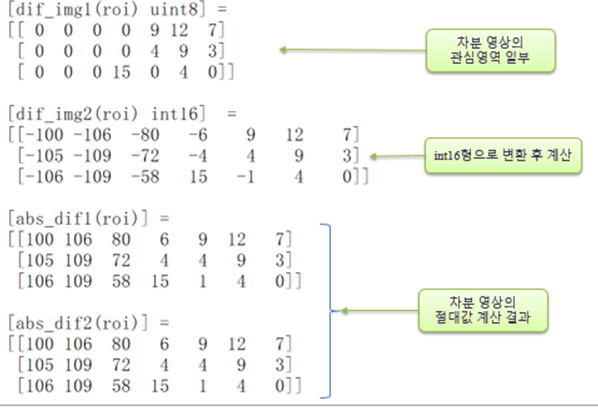 [dif_img1(roi) uint8] =
[[ 0 0 0 0 9 12 7]
차분 영상의
[ 0 0 0 0 4 9 3]
관심영역 일부
[ 0 0 0 15 0 4 0]]
[dif_img2(roi) int16] =
[[-100 -106 -80 -6 9 12 7]
[-105 -109 -72 -4 4 9 3]
int16형으로 변환 후 계산
[-106 -109 -58 15 -1 4 0]]
[abs_dif1(roi)] =
[[100 106 80 6 9 12 7]
[105 109 72 4 4 9 3]
[106 109 58 15 1 4 0]]
차분 영상의
절대값 계산 결과
[abs_dif2(roi)] =
[[100 106 80 6 9 12 7]
[105 109 72 4 4 9 3]
[106 109 58 15 1 4 0]]